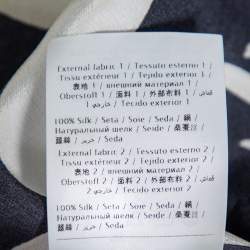 External fabric 1 / Tessuto esterno 1 /
Tissu extérieur 1 / Tejido exterior 1 /
表地 1 / внешний материал 1 /
Oberstoff 1 / 面料 1 / 外部布料 1 /
قماش خارجي 1 / Tecido exterior 1
100% Silk / Seta / Soie / Seda / 絹 /
Натуральный шелк / Seide / 桑蚕丝 /
蠶絲 / حرير / Seda
External fabric 2 / Tessuto esterno 2 /
Tissu extérieur 2 / Tejido exterior 2 /
表地 2 / внешний материал 2 /
Oberstoff 2 / 面料 2 / 外部布料 2 /
قماش خارجي 2 / Tecido exterior 2
100% Silk / Seta / Soie / Seda / 絹 /
Натуральный шелк / Seide / 桑蚕丝 /
蠶絲 / حرير / Seda